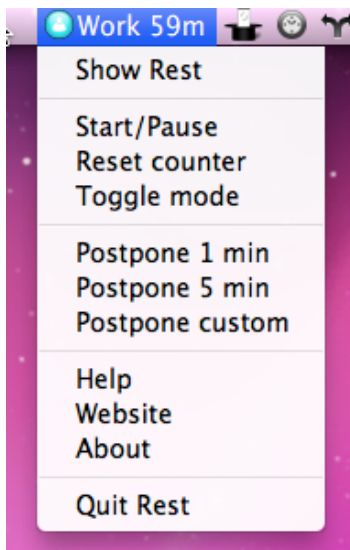 Work 59m
Show Rest
Start/Pause
Reset counter
Toggle mode
Postpone 1 min
Postpone 5 min
Postpone custom
Help
Website
About
Quit Rest